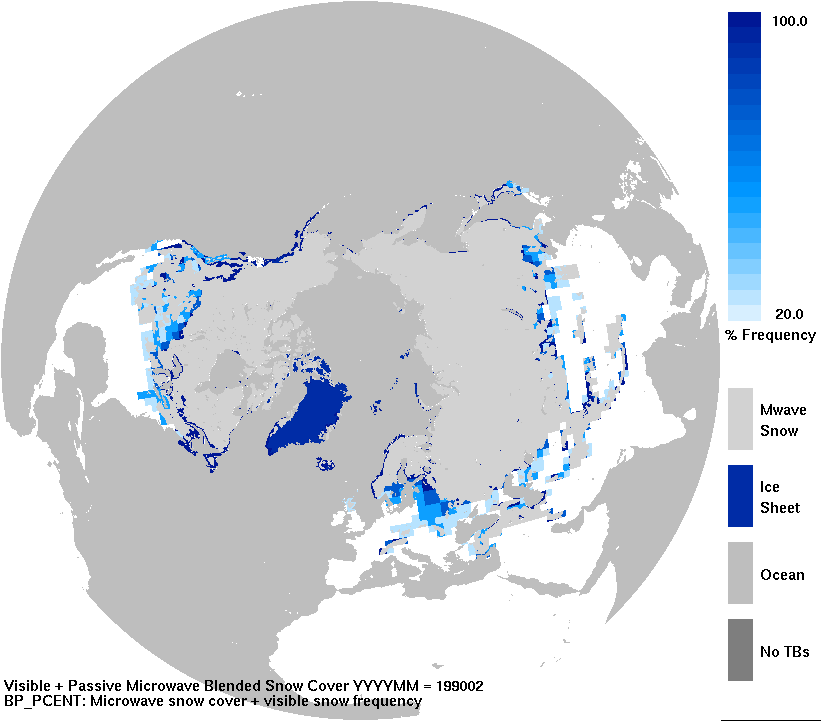 100.0
20.0
% Frequency
Mwave
Snow
Ice
Sheet
Ocean
No TBs
Visible + Passive Microwave Blended Snow Cover YYYYMM = 199002
BP_PCENT: Microwave snow cover + visible snow frequency